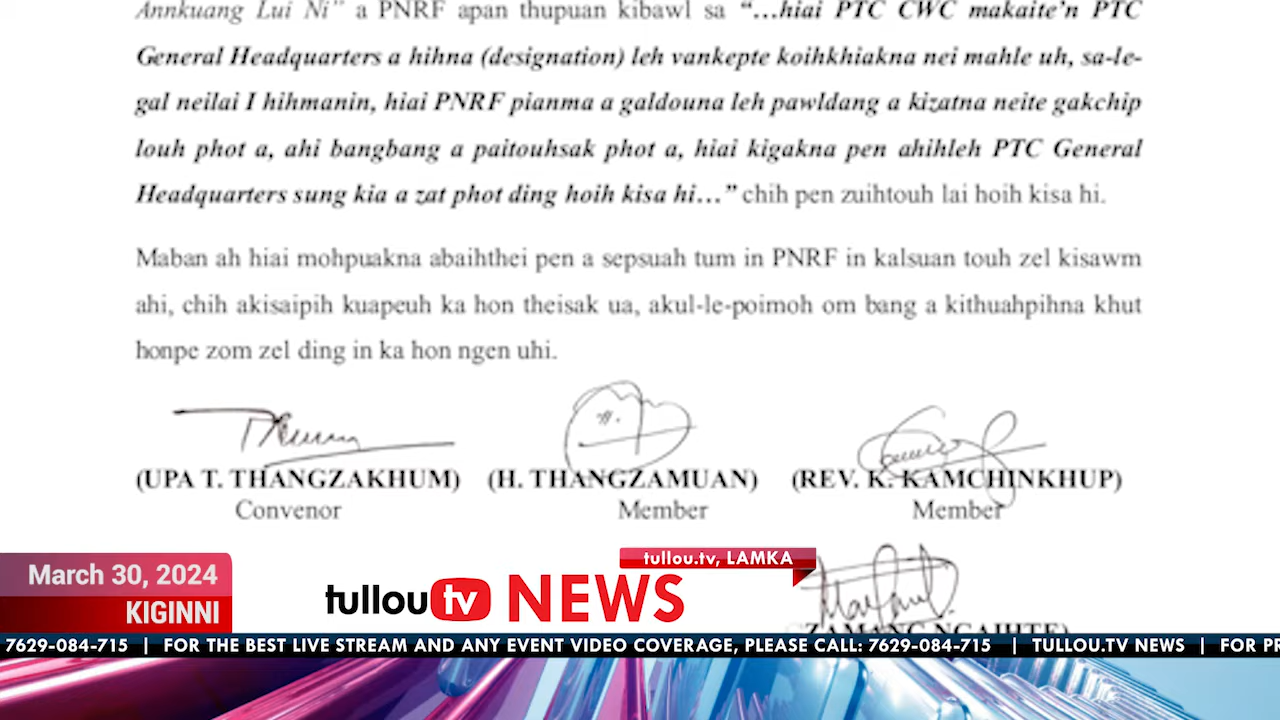 Annkuang Lui Ni” a PNRF apan thupuan kibawl sa “…hiai PTC CWC makaite’n PTC
General Headquarters a hihna (designation) leh vankepte koihkhiakna nei mahle uh, sa-le-
gal neilai I hihmanin, hiai PNRF pianma a galdouna leh pawldang a kizatna neite gakchip
louh phot a, ahi bangbang a paitouhsak phot a, hiai kigakna pen ahihleh PTC General
Headquarters sung kia a zat phot ding hoih kisa hi…” chih pen zuihtouh lai hoih kisa hi.
Maban ah hiai mohpuakna abaihthei pen a sepsuah tum in PNRF in kalsuan touh zel kisawm
ahi, chih akisaipih kuapeuh ka hon theisak ua, akul-le-poimoh om bang a kithuahpihna khut
honpe zom zel ding in ka hon ngen uhi.
(UPA T. THANGZAKHUM) (H. THANGZAMUAN) (REV. K. KAMCHINKHUP)
Convenor Member Member
tullou.tv, LAMKA
March 30, 2024
tullou tv NEWS
KIGINNI
ZAMANG NGAIHTE)
7629-084-715 | FOR THE BEST LIVE STREAM AND ANY EVENT VIDEO COVERAGE, PLEASE CALL: 7629-084-715 | TULLOU.TV NEWS | FOR PR